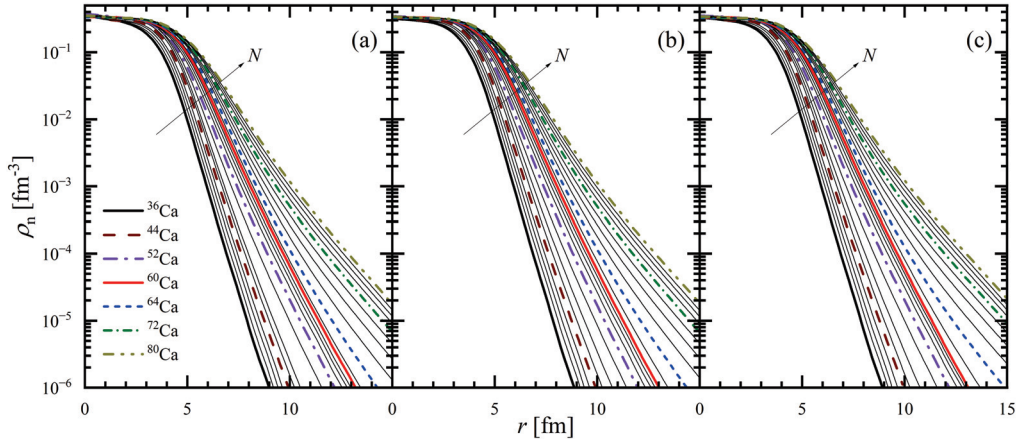 (a) (b) (c)
N N N
10⁻¹
10⁻²
10⁻³
10⁻⁴
10⁻⁵
10⁻⁶
ρₙ [fm⁻³]
³⁶Ca
⁴⁴Ca
⁵²Ca
⁶⁰Ca
⁶⁴Ca
⁷²Ca
⁸⁰Ca
0 5 10 0 5 10 0 5 10 15
r [fm]